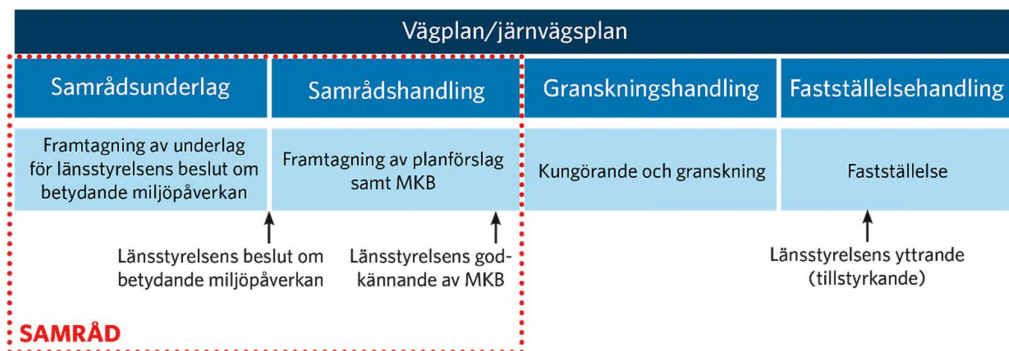 Vägplan/järnvägsplan
Samrådsunderlag
Samrådshandling
Granskningshandling
Fastställelsehandling
Framtagning av underlag
för länsstyrelsens beslut om
betydande miljöpåverkan
Framtagning av planförslag
samt MKB
Kungörande och granskning
Fastställelse
Länsstyrelsens beslut om
betydande miljöpåverkan
Länsstyrelsens god-
kännande av MKB
Länsstyrelsens yttrande
(tillstyrkande)
SAMRÅD